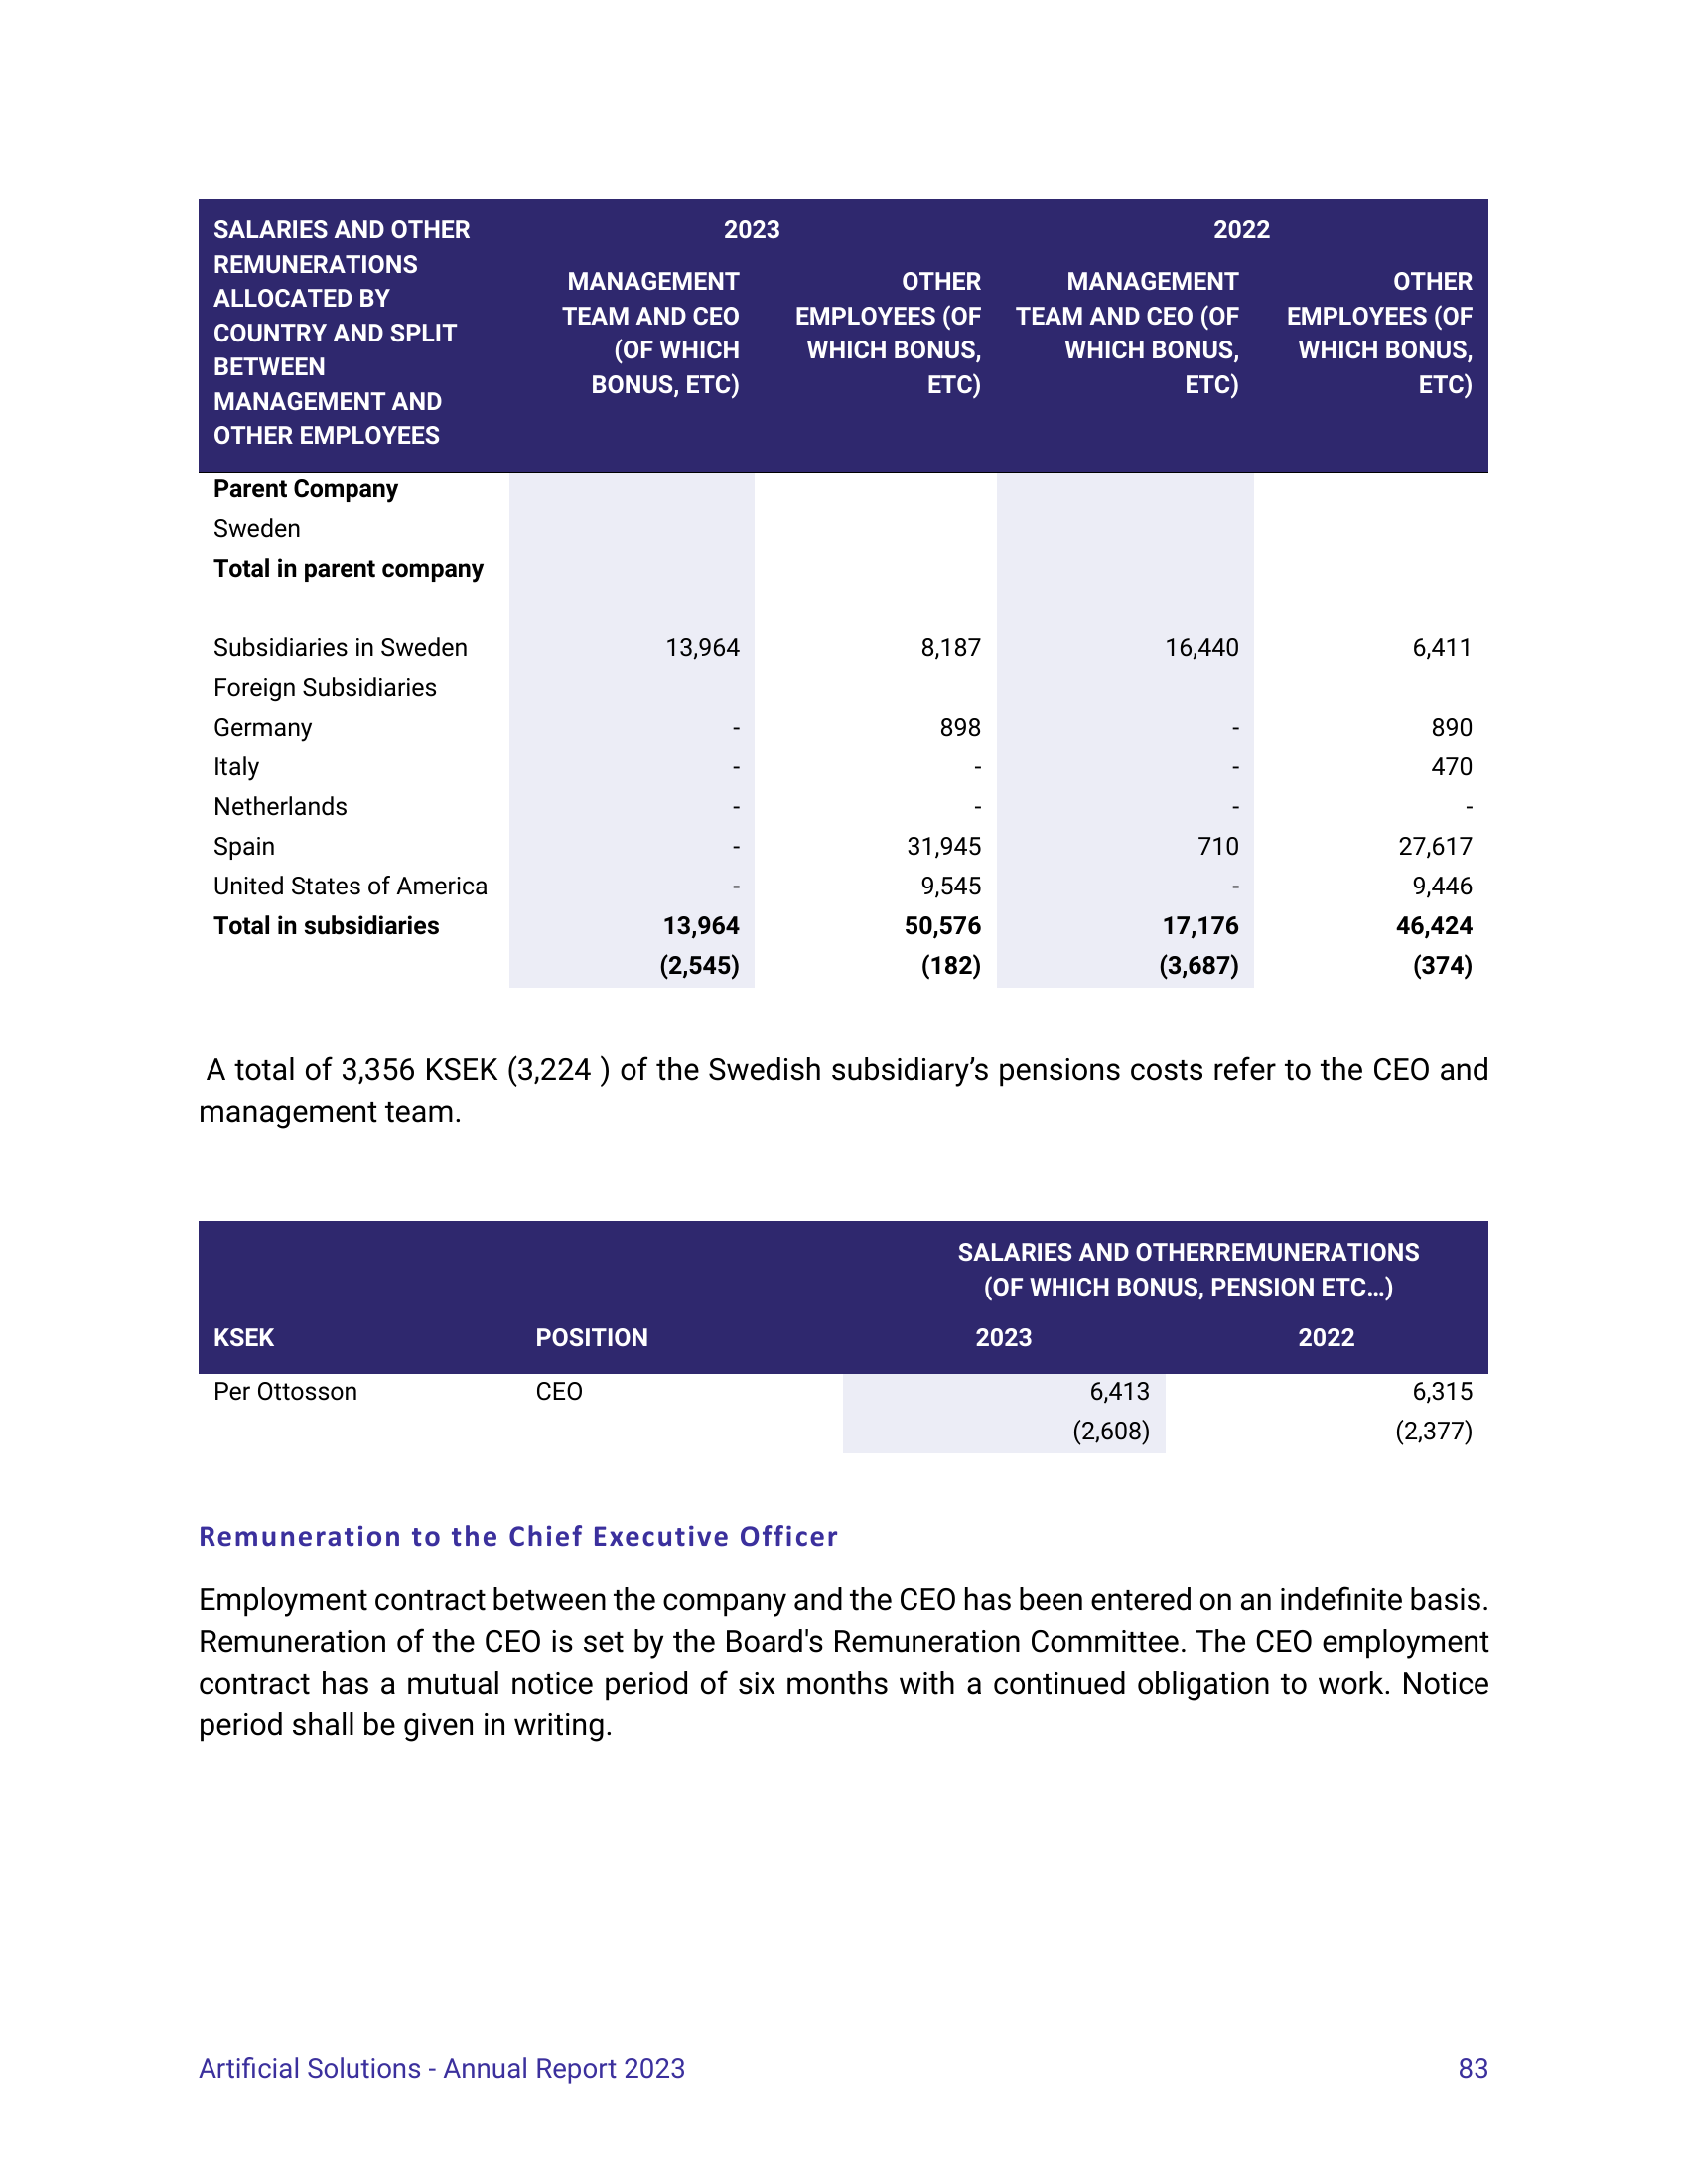 SALARIES AND OTHER REMUNERATIONS ALLOCATED BY COUNTRY AND SPLIT BETWEEN MANAGEMENT AND OTHER EMPLOYEES
2023 2022
MANAGEMENT TEAM AND CEO (OF WHICH BONUS, ETC) OTHER EMPLOYEES (OF WHICH BONUS, ETC) MANAGEMENT TEAM AND CEO (OF WHICH BONUS, ETC) OTHER EMPLOYEES (OF WHICH BONUS, ETC)
Parent Company
Sweden
Total in parent company
Subsidiaries in Sweden 13,964 8,187 16,440 6,411
Foreign Subsidiaries
Germany - 898 - 890
Italy - - - 470
Netherlands - - - -
Spain - 31,945 710 27,617
United States of America - 9,545 - 9,446
Total in subsidiaries 13,964 50,576 17,176 46,424
(2,545) (182) (3,687) (374)
A total of 3,356 KSEK (3,224 ) of the Swedish subsidiary’s pensions costs refer to the CEO and
management team.
SALARIES AND OTHERREMUNERATIONS
(OF WHICH BONUS, PENSION ETC...)
KSEK POSITION 2023 2022
Per Ottosson CEO 6,413 6,315
(2,608) (2,377)
Remuneration to the Chief Executive Officer
Employment contract between the company and the CEO has been entered on an indefinite basis.
Remuneration of the CEO is set by the Board's Remuneration Committee. The CEO employment
contract has a mutual notice period of six months with a continued obligation to work. Notice
period shall be given in writing.
Artificial Solutions - Annual Report 2023 83